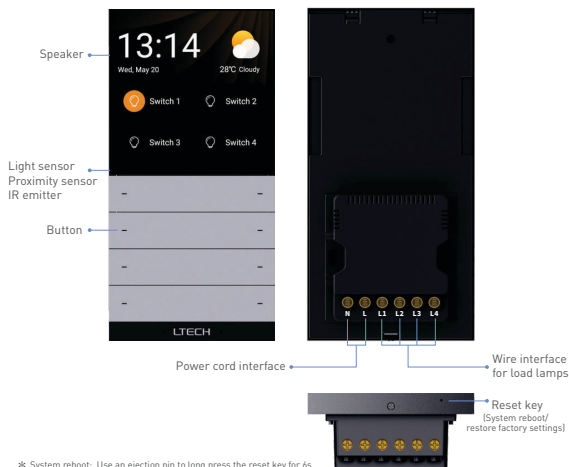 Speaker
13:14
Wed, May 20
28°C Cloudy
Switch 1
Switch 2
Switch 3
Switch 4
Light sensor
Proximity sensor
IR emitter
Button
LTECH
N L L1 L2 L3 L4
Power cord interface
Wire interface
for load lamps
Reset key
(System reboot/
restore factory settings)
* System reboot: Use an ejection pin to long press the reset key for 6s